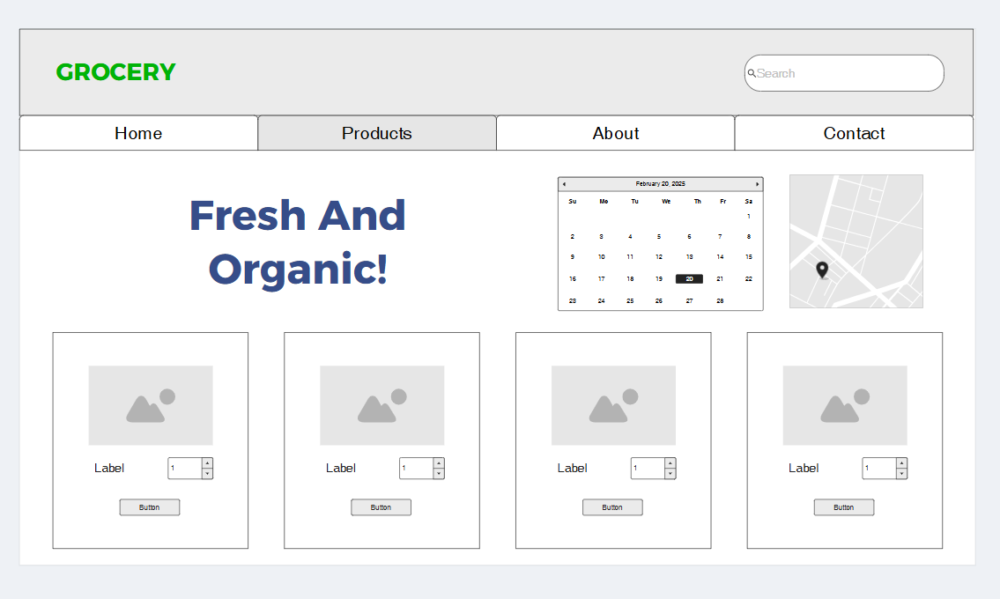 GROCERY
Search
Home Products About Contact
Fresh And
Organic!
February 20, 2025
Su Mo Tu We Th Fr Sa
1
2 3 4 5 6 7 8
9 10 11 12 13 14 15
16 17 18 19 20 21 22
23 24 25 26 27 28
Label 1 Label 1 Label 1 Label 1
Button Button Button Button